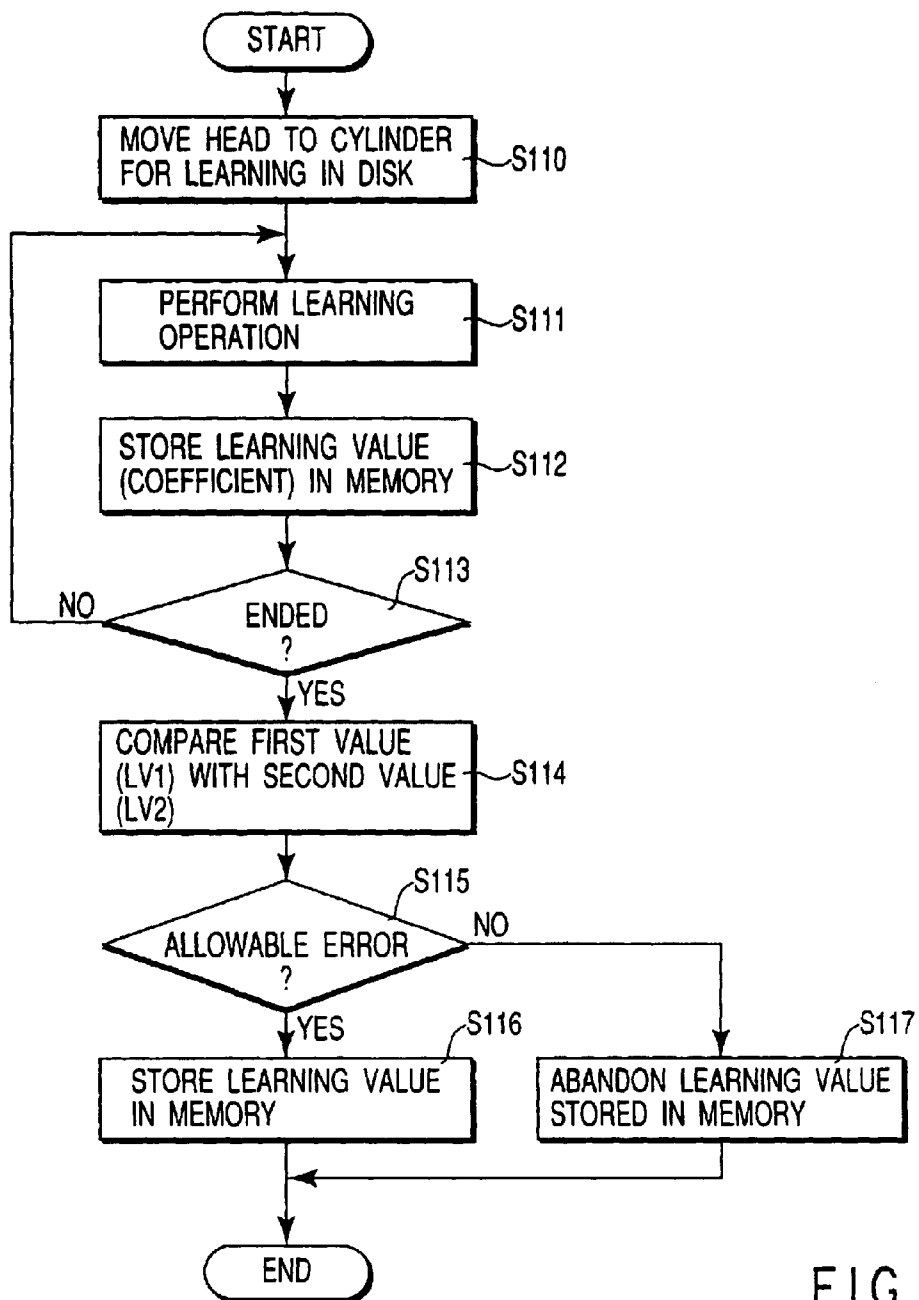 START
MOVE HEAD TO CYLINDER
FOR LEARNING IN DISK
S110
PERFORM LEARNING
OPERATION
S111
STORE LEARNING VALUE
(COEFFICIENT) IN MEMORY
S112
S113
NO
ENDED
?
YES
COMPARE FIRST VALUE
(LV1) WITH SECOND VALUE
(LV2)
S114
S115
NO
ALLOWABLE ERROR
?
YES
S116
S117
STORE LEARNING VALUE
IN MEMORY
ABANDON LEARNING VALUE
STORED IN MEMORY
END
FIG